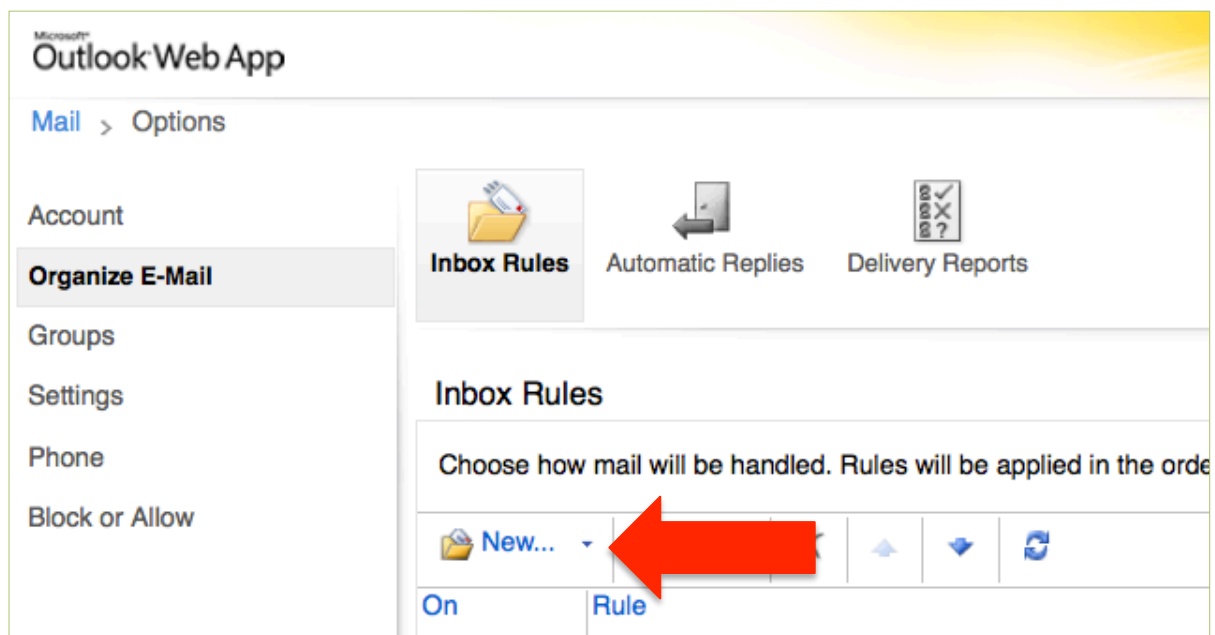 Microsoft®
Outlook Web App
Mail > Options
Account
Organize E-Mail
Groups
Settings
Phone
Block or Allow
Inbox Rules
Automatic Replies
Delivery Reports
Inbox Rules
Choose how mail will be handled. Rules will be applied in the orde
New...
On
Rule